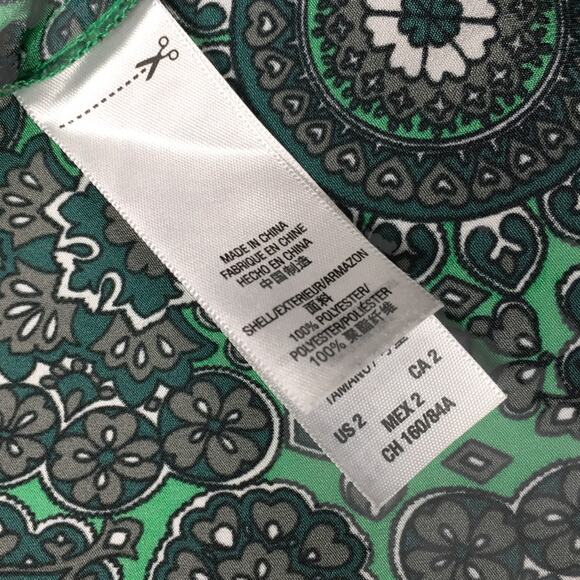 MADE IN CHINA
FABRIQUE EN CHINE
HECHO EN CHINA
中国制造
SHELL/EXTERIEUR/ARMAZON
面料
100% POLYESTER/
POLYESTER/POLIÉSTER
100% 聚酯纤维
US 2 CA 2
MEX 2
CH 160/84A